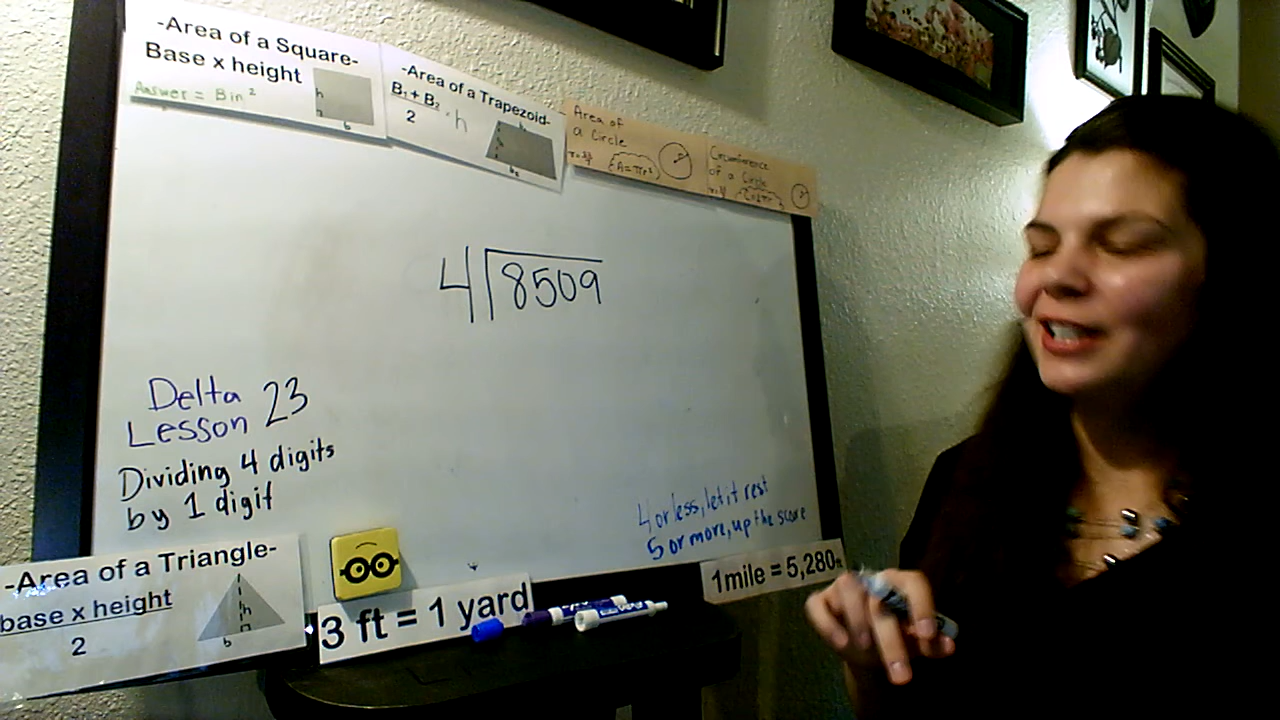 -Area of a Square-
Base x height
Answer = Bin²
h
b
-Area of a Trapezoid-
B₁ + B₂
2
· h
Area of
a Circle
A=πr²
Circumference
of a Circle
4 8509
Delta
Lesson 23
Dividing 4 digits
by 1 digit
4 or less, let it rest
5 or more, up the score
-Area of a Triangle-
base x height
2
h
b
3 ft = 1 yard
1mile = 5,280ft